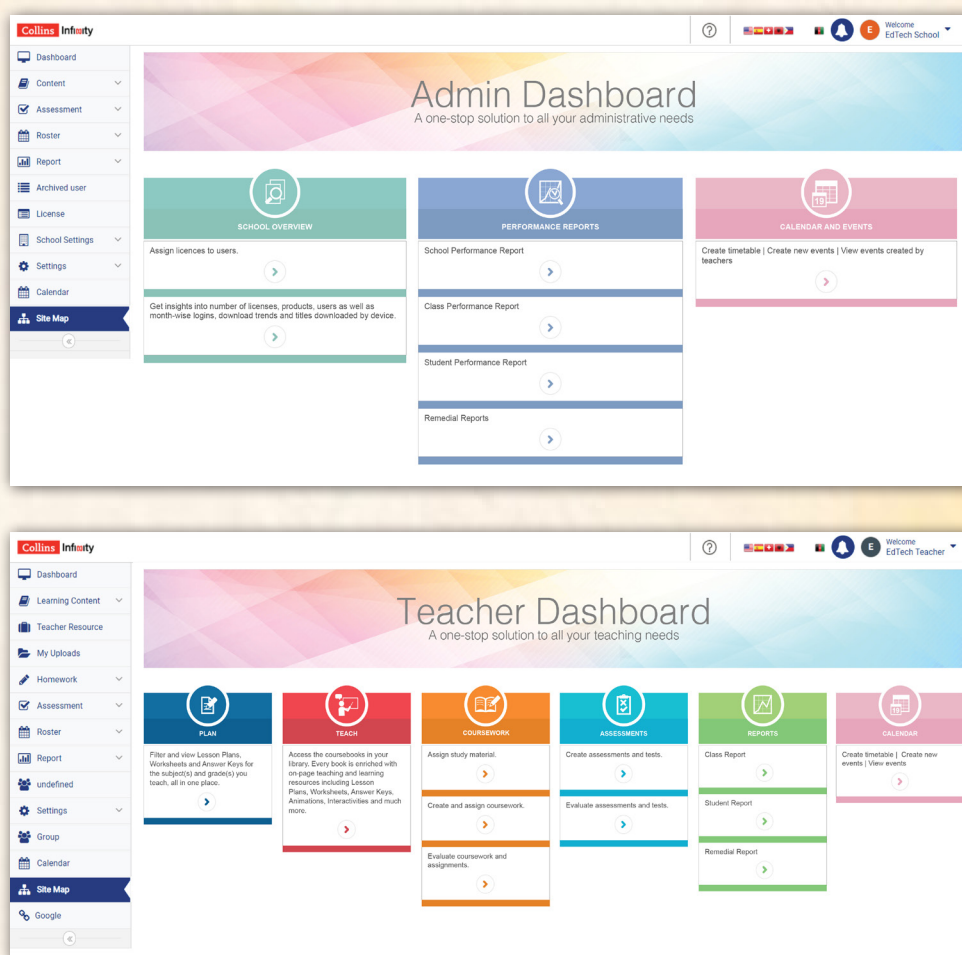 Collins Infinity
Welcome
EdTech School
E
Dashboard
Content
Assessment
Roster
Report
Archived user
License
School Settings
Settings
Calendar
Site Map
Admin Dashboard
A one-stop solution to all your administrative needs
SCHOOL OVERVIEW
Assign licences to users.
Get insights into number of licenses, products, users as well as
month-wise logins, download trends and titles downloaded by device.
PERFORMANCE REPORTS
School Performance Report
Class Performance Report
Student Performance Report
Remedial Reports
19
CALENDAR AND EVENTS
Create timetable | Create new events | View events created by
teachers
Collins Infinity
Welcome
EdTech Teacher
E
Dashboard
Learning Content
Teacher Resource
My Uploads
Homework
Assessment
Roster
Report
undefined
Settings
Group
Calendar
Site Map
Google
Teacher Dashboard
A one-stop solution to all your teaching needs
PLAN
Filter and view Lesson Plans,
Worksheets and Answer Keys for
the subject(s) and grade(s) you
teach, all in one place.
TEACH
Access the coursebooks in your
library. Every book is enriched with
on-page teaching and learning
resources including Lesson
Plans, Worksheets, Answer Keys,
Animations, Interactivities and much
more.
COURSEWORK
Assign study material.
Create and assign coursework.
Evaluate coursework and
assignments.
ASSESSMENTS
Create assessments and tests.
Evaluate assessments and tests.
REPORTS
Class Report
Student Report
Remedial Report
19
CALENDAR
Create timetable | Create new
events | View events